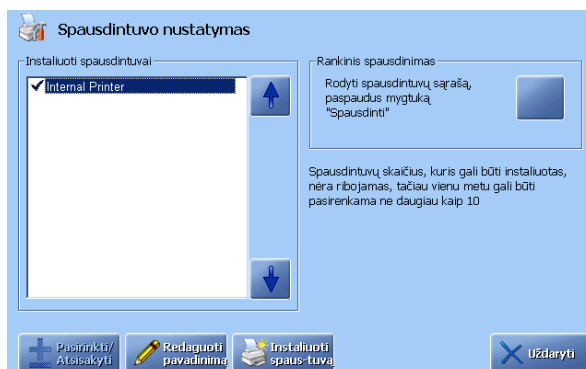 Spausdintuvo nustatymas
Instaliuoti spausdintuvai
Internal Printer
Rankinis spausdinimas
Rodyti spausdintuvų sąrašą,
paspaudus mygtuką
"Spausdinti"
Spausdintuvų skaičius, kuris gali būti instaliuotas,
nėra ribojamas, tačiau vienu metu gali būti
pasirenkama ne daugiau kaip 10
Pasirinkti/
Atsisakyti
Redaguoti
pavadinimą
Instaliuoti
spaus-tuvą
Uždaryti